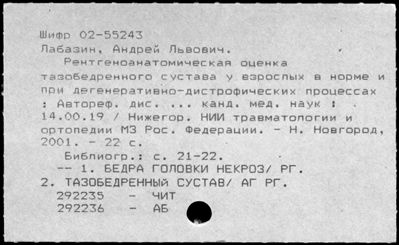 Шифр 02-55243
Лабазин, Андрей Львович.
Рентгеноанатомическая оценка
тазобедренного сустава у взрослых в норме и
при дегенеративно-дистрофических процессах
: Автореф. дис. ... канд. мед. наук :
14.00.19 / Нижегор. НИИ травматологии и
ортопедии МЗ Рос. Федерации. - Н. Новгород,
2001. - 22 с.
Библиогр.: с. 21-22.
-- 1. БЕДРА ГОЛОВКИ НЕКРОЗ/ РГ.
2. ТАЗОБЕДРЕННЫЙ СУСТАВ/ АГ РГ.
292235 - ЧИТ
292236 - АБ